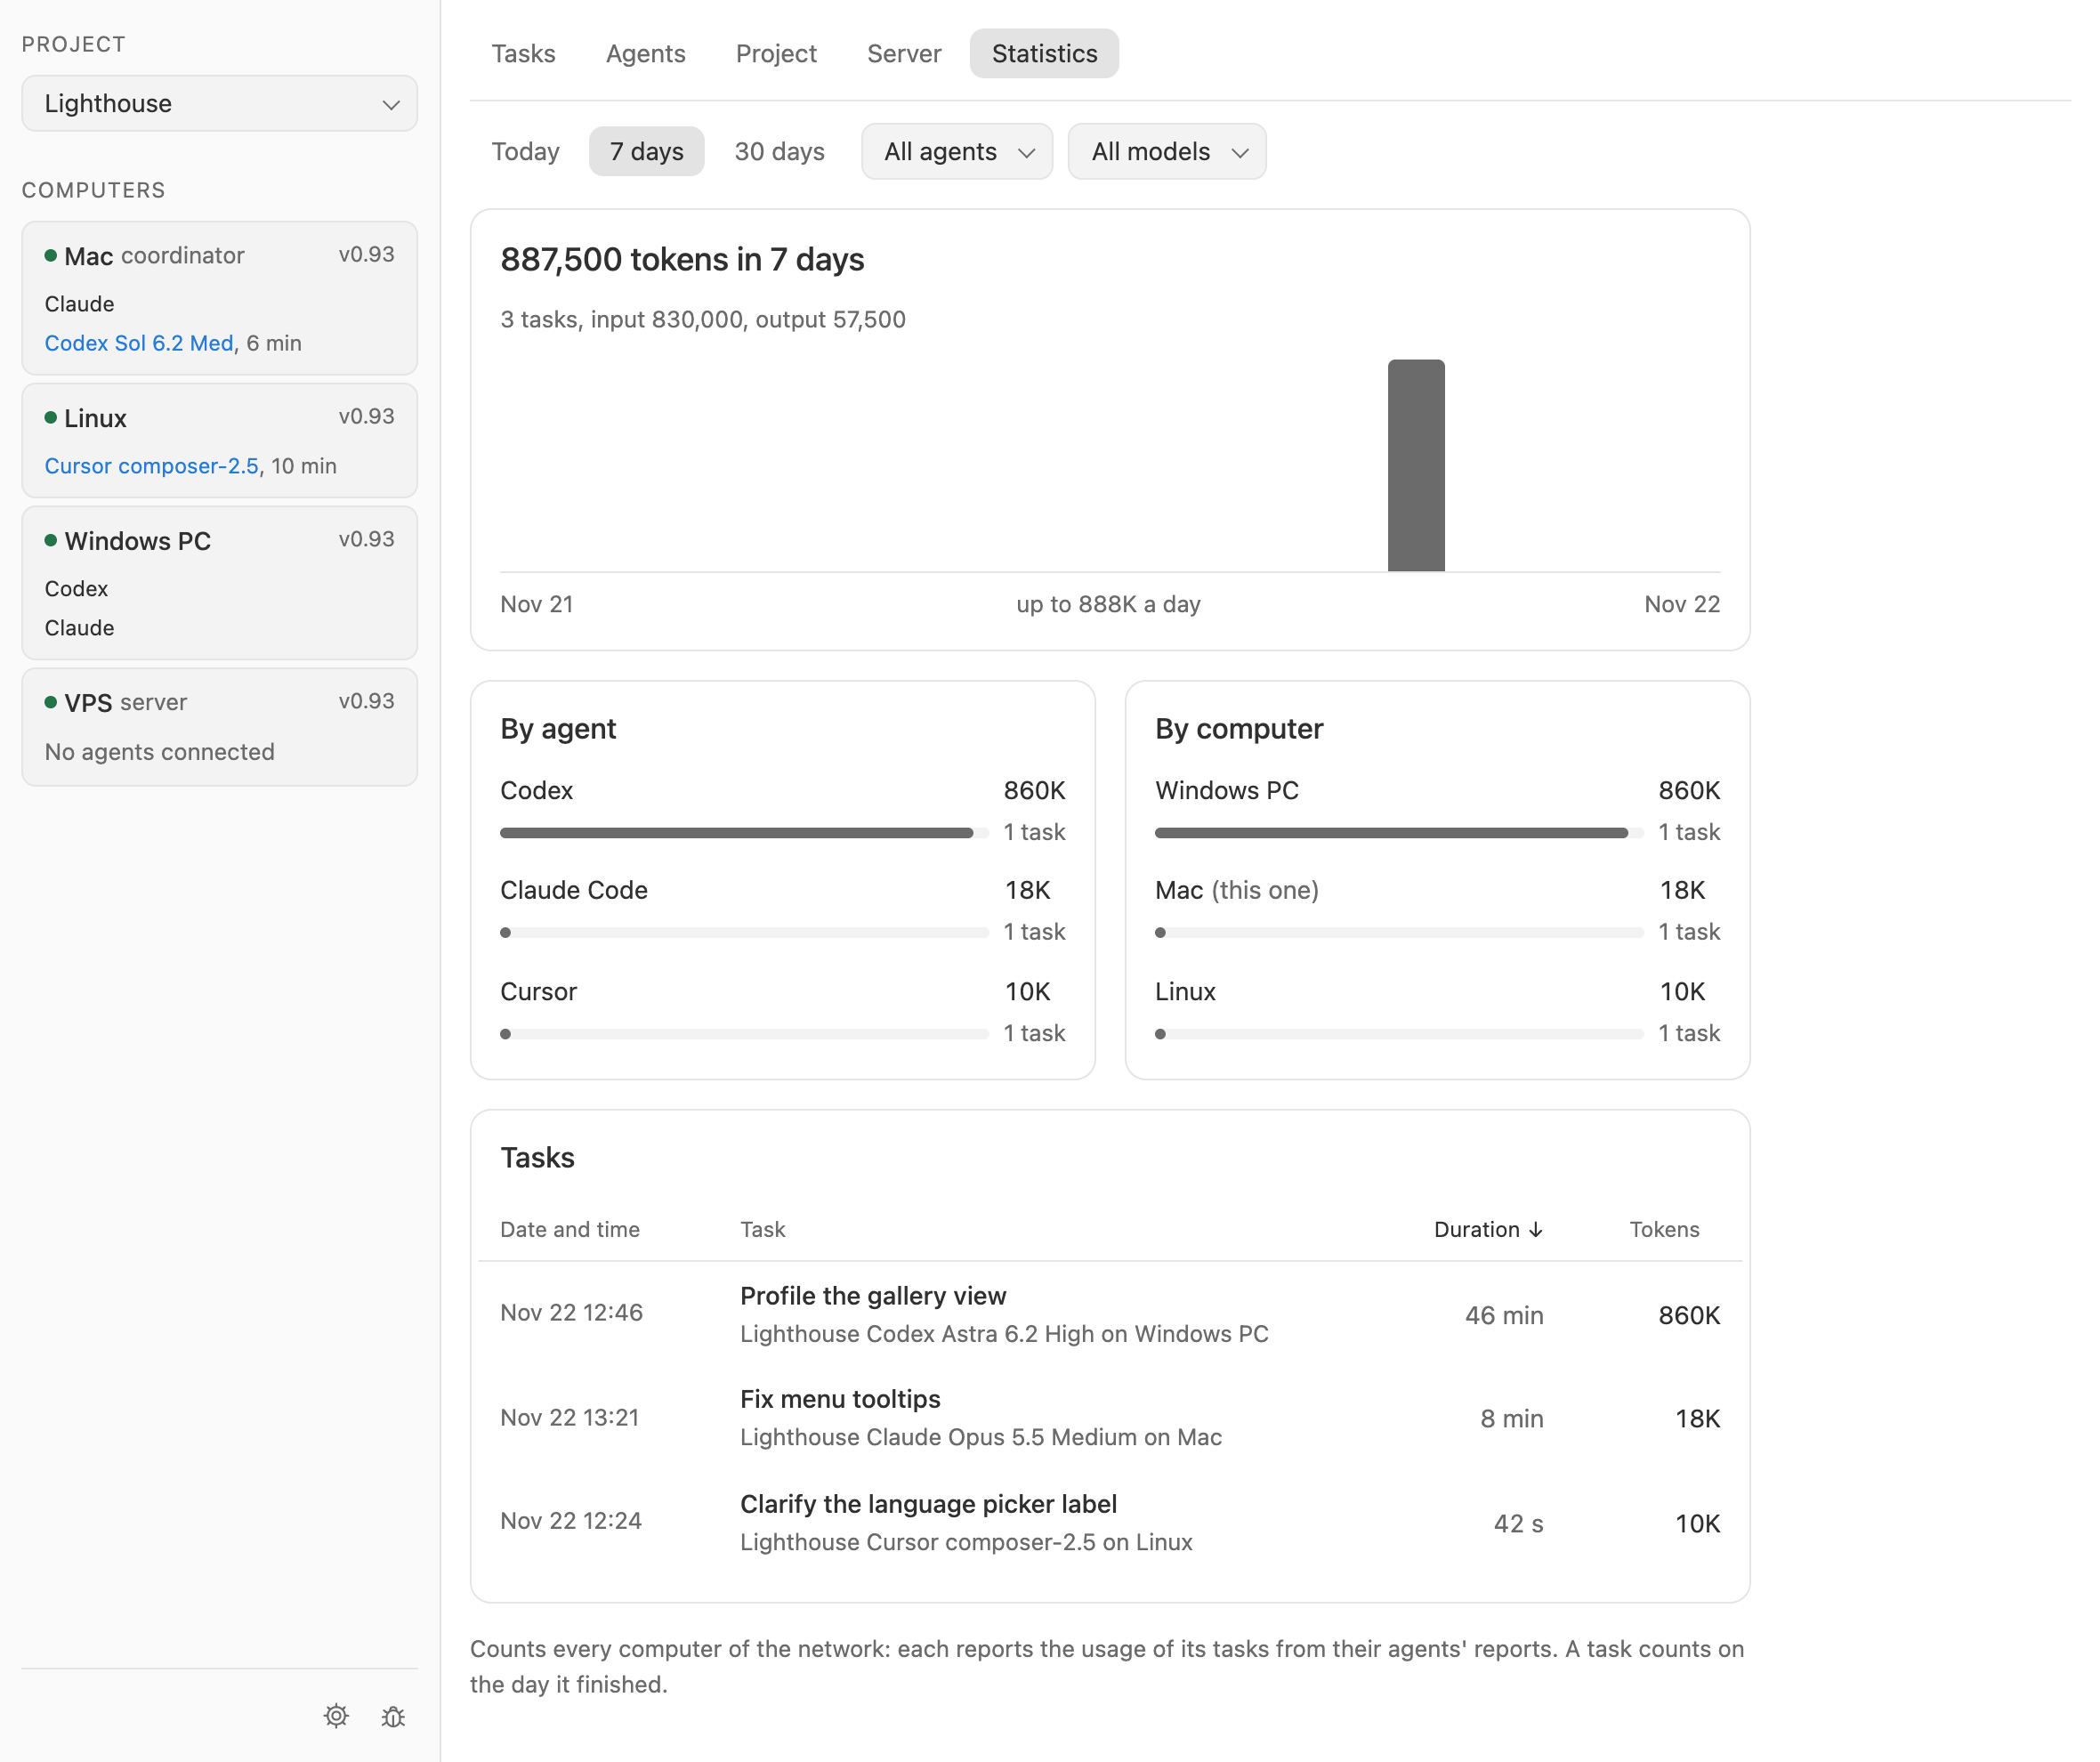 PROJECT
Lighthouse
COMPUTERS
Mac coordinator v0.93
Claude
Codex Sol 6.2 Med, 6 min
Linux v0.93
Cursor composer-2.5, 10 min
Windows PC v0.93
Codex
Claude
VPS server v0.93
No agents connected
Tasks Agents Project Server Statistics
Today 7 days 30 days All agents All models
887,500 tokens in 7 days
3 tasks, input 830,000, output 57,500
Nov 21 up to 888K a day Nov 22
By agent
Codex 860K
1 task
Claude Code 18K
1 task
Cursor 10K
1 task
By computer
Windows PC 860K
1 task
Mac (this one) 18K
1 task
Linux 10K
1 task
Tasks
Date and time Task Duration ↓ Tokens
Nov 22 12:46 Profile the gallery view 46 min 860K
Lighthouse Codex Astra 6.2 High on Windows PC
Nov 22 13:21 Fix menu tooltips 8 min 18K
Lighthouse Claude Opus 5.5 Medium on Mac
Nov 22 12:24 Clarify the language picker label 42 s 10K
Lighthouse Cursor composer-2.5 on Linux
Counts every computer of the network: each reports the usage of its tasks from their agents' reports. A task counts on
the day it finished.